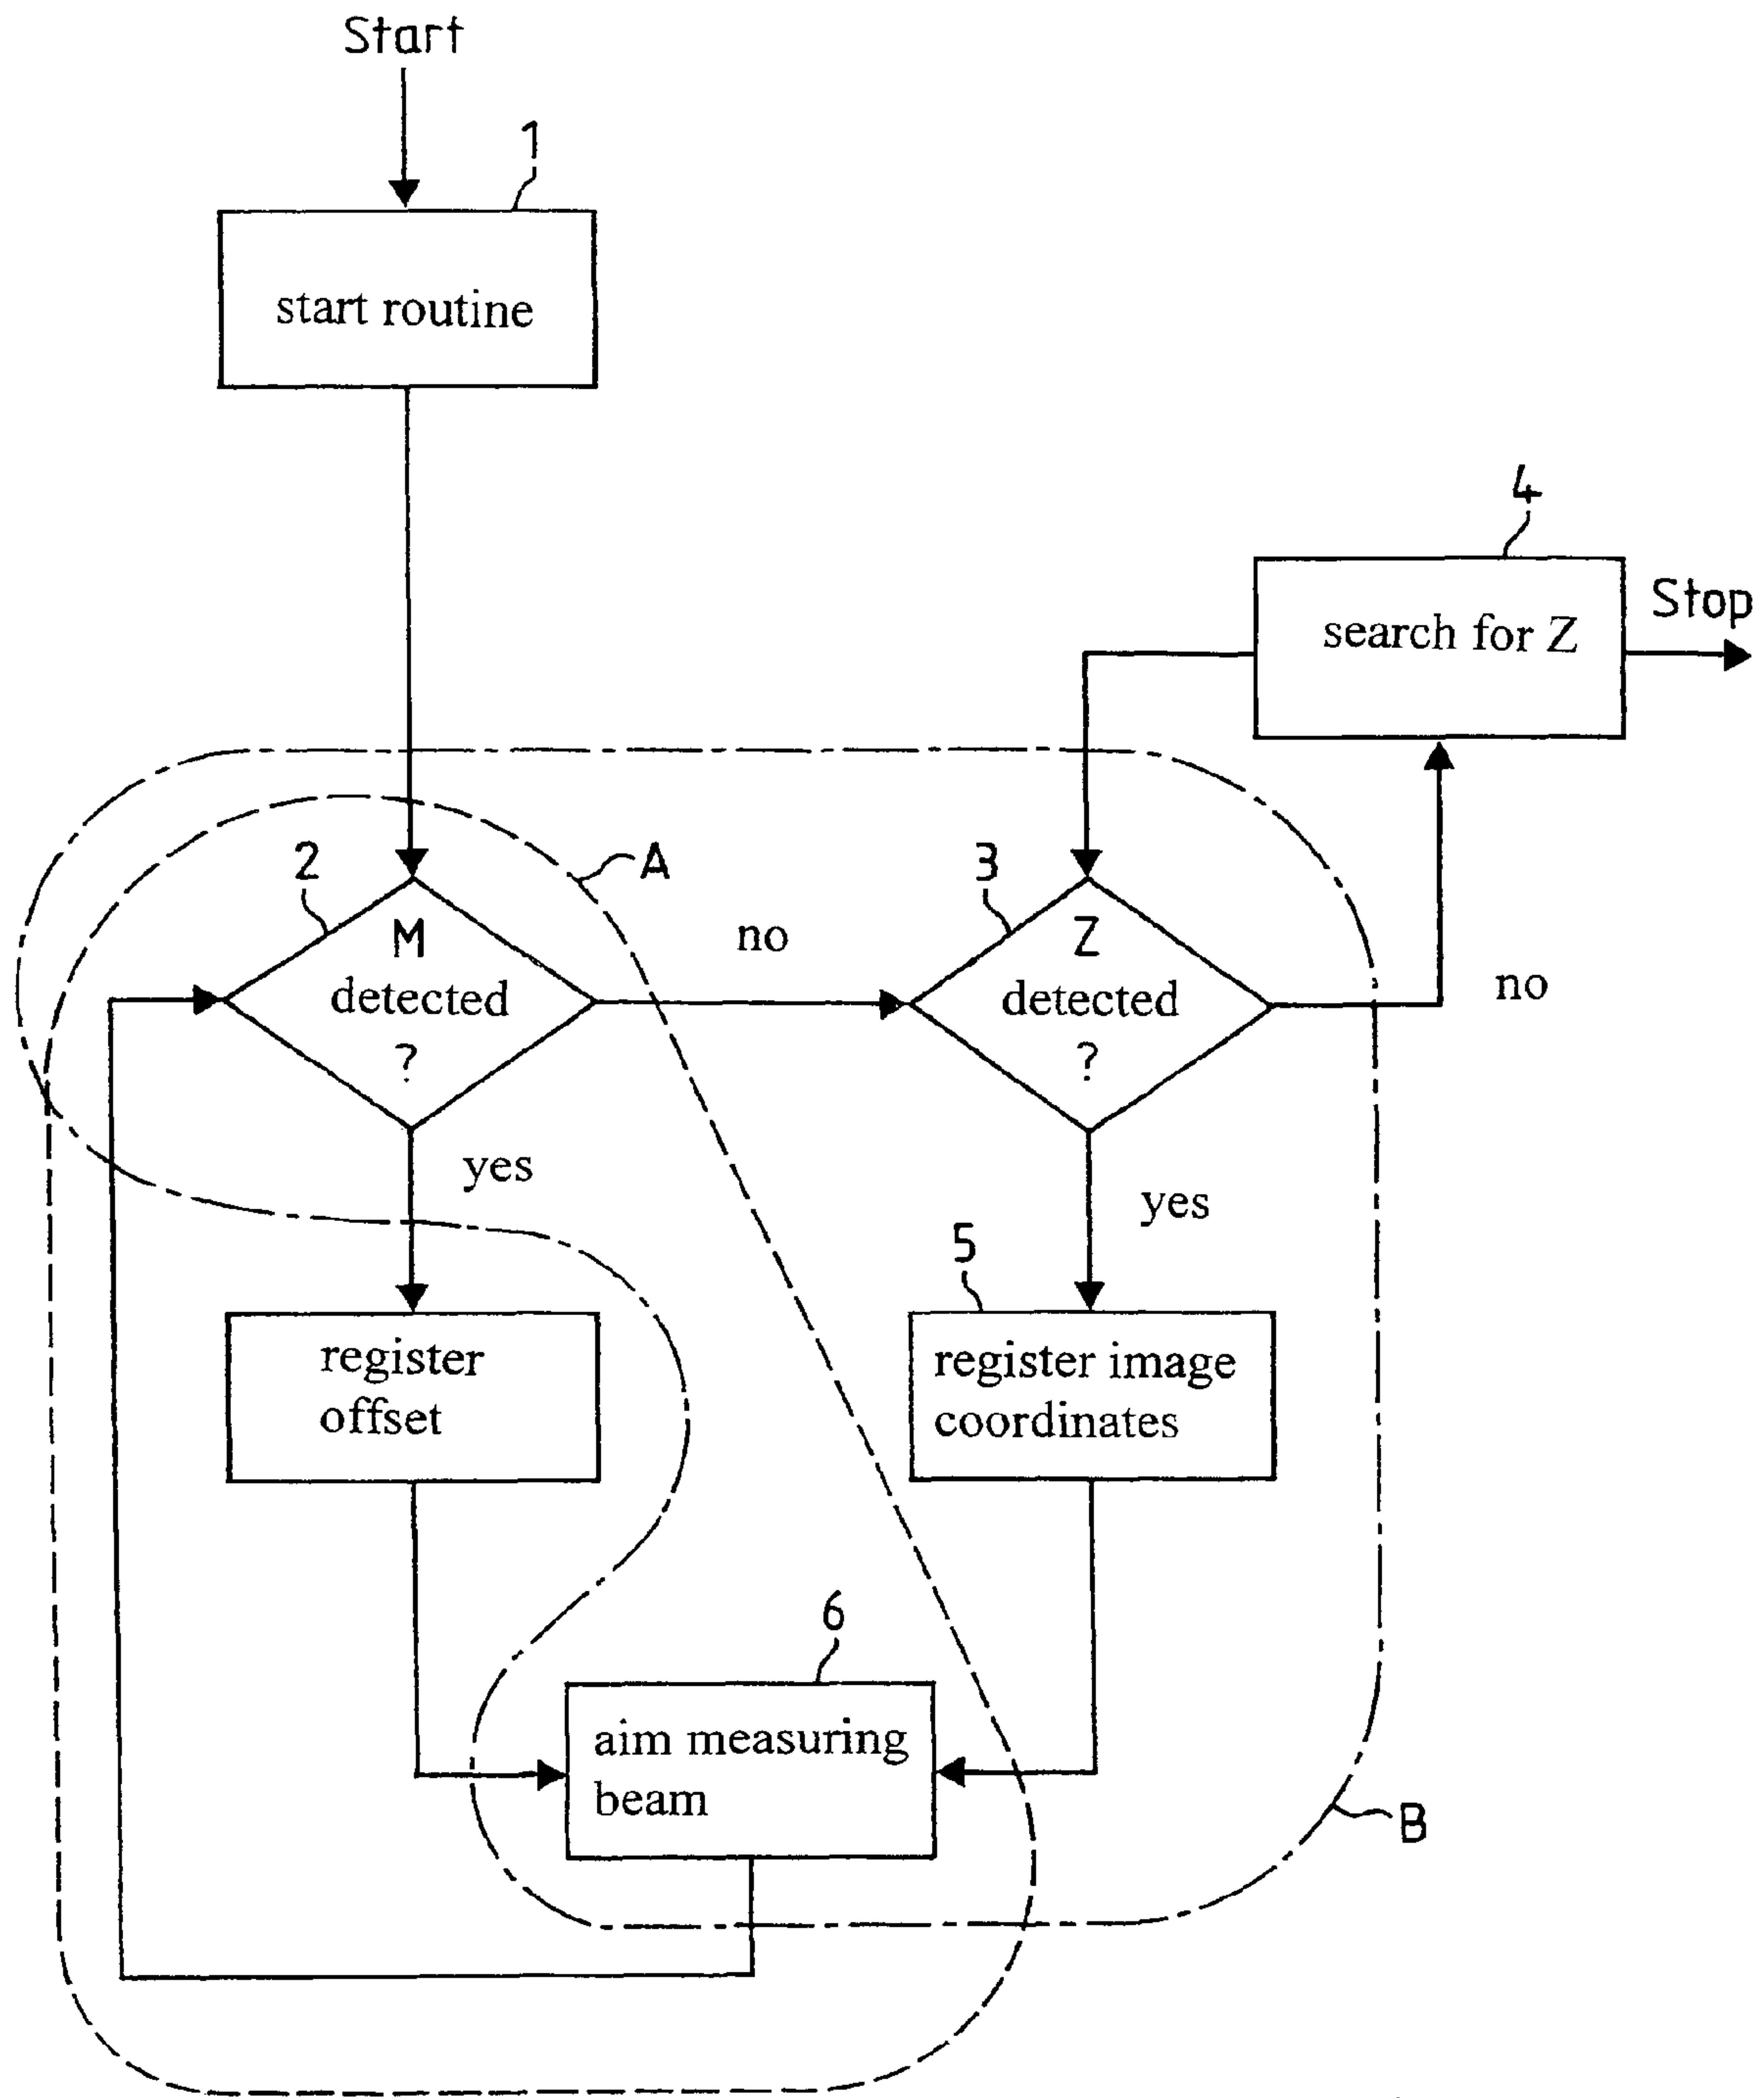 Start
1
start routine
4
search for Z
Stop
2
A
3
M
detected
?
no
Z
detected
?
no
yes
yes
5
register
offset
register image
coordinates
6
aim measuring
beam
B